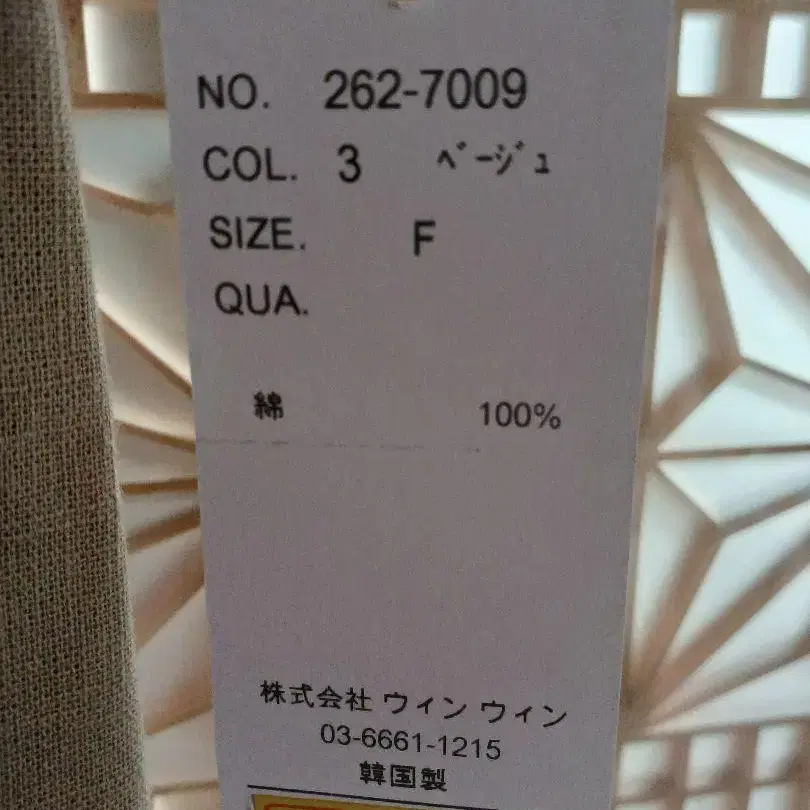 NO. 262-7009
COL. 3 ﾍﾞｰｼﾞｭ
SIZE. F
QUA.
綿 100%
株式会社 ウィン ウィン
03-6661-1215
韓国製